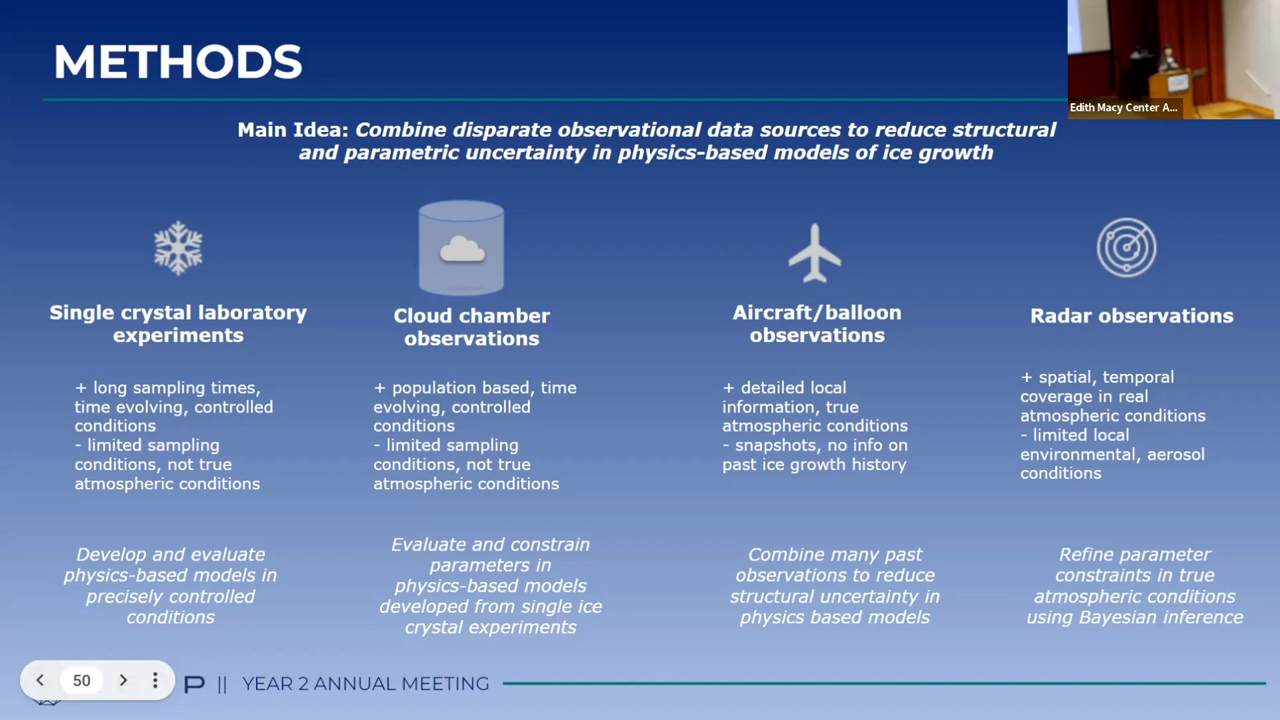 METHODS
Edith Macy Center A...
Main Idea: Combine disparate observational data sources to reduce structural
and parametric uncertainty in physics-based models of ice growth
Single crystal laboratory
experiments
+ long sampling times,
time evolving, controlled
conditions
- limited sampling
conditions, not true
atmospheric conditions
Develop and evaluate
physics-based models in
precisely controlled
conditions
Cloud chamber
observations
+ population based, time
evolving, controlled
conditions
- limited sampling
conditions, not true
atmospheric conditions
Evaluate and constrain
parameters in
physics-based models
developed from single ice
crystal experiments
Aircraft/balloon
observations
+ detailed local
information, true
atmospheric conditions
- snapshots, no info on
past ice growth history
Combine many past
observations to reduce
structural uncertainty in
physics based models
Radar observations
+ spatial, temporal
coverage in real
atmospheric conditions
- limited local
environmental, aerosol
conditions
Refine parameter
constraints in true
atmospheric conditions
using Bayesian inference
50
P || YEAR 2 ANNUAL MEETING